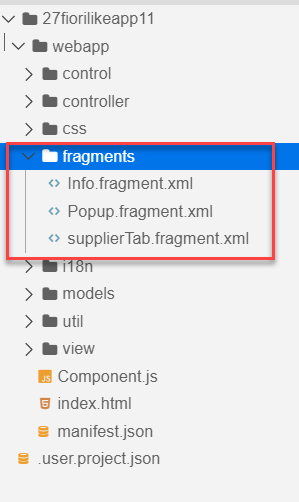 27fiorilikeapp11
webapp
control
controller
css
fragments
Info.fragment.xml
Popup.fragment.xml
supplierTab.fragment.xml
i18n
models
util
view
JS Component.js
index.html
manifest.json
.user.project.json